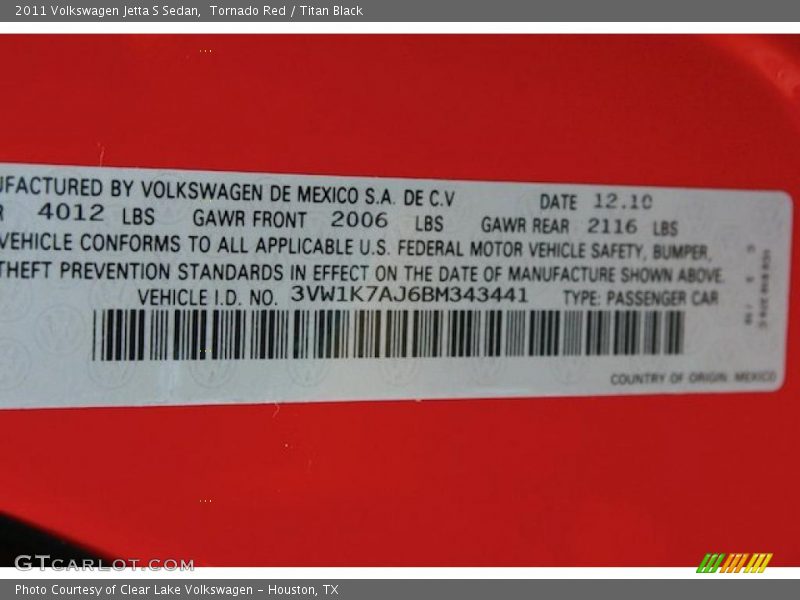 2011 Volkswagen Jetta S Sedan, Tornado Red / Titan Black
UFACTURED BY VOLKSWAGEN DE MEXICO S.A. DE C.V DATE 12.10
R 4012 LBS GAWR FRONT 2006 LBS GAWR REAR 2116 LBS
VEHICLE CONFORMS TO ALL APPLICABLE U.S. FEDERAL MOTOR VEHICLE SAFETY, BUMPER,
THEFT PREVENTION STANDARDS IN EFFECT ON THE DATE OF MANUFACTURE SHOWN ABOVE.
VEHICLE I.D. NO. 3VW1K7AJ6BM343441 TYPE: PASSENGER CAR
COUNTRY OF ORIGIN MEXICO
GTCARLOT.COM
Photo Courtesy of Clear Lake Volkswagen - Houston, TX